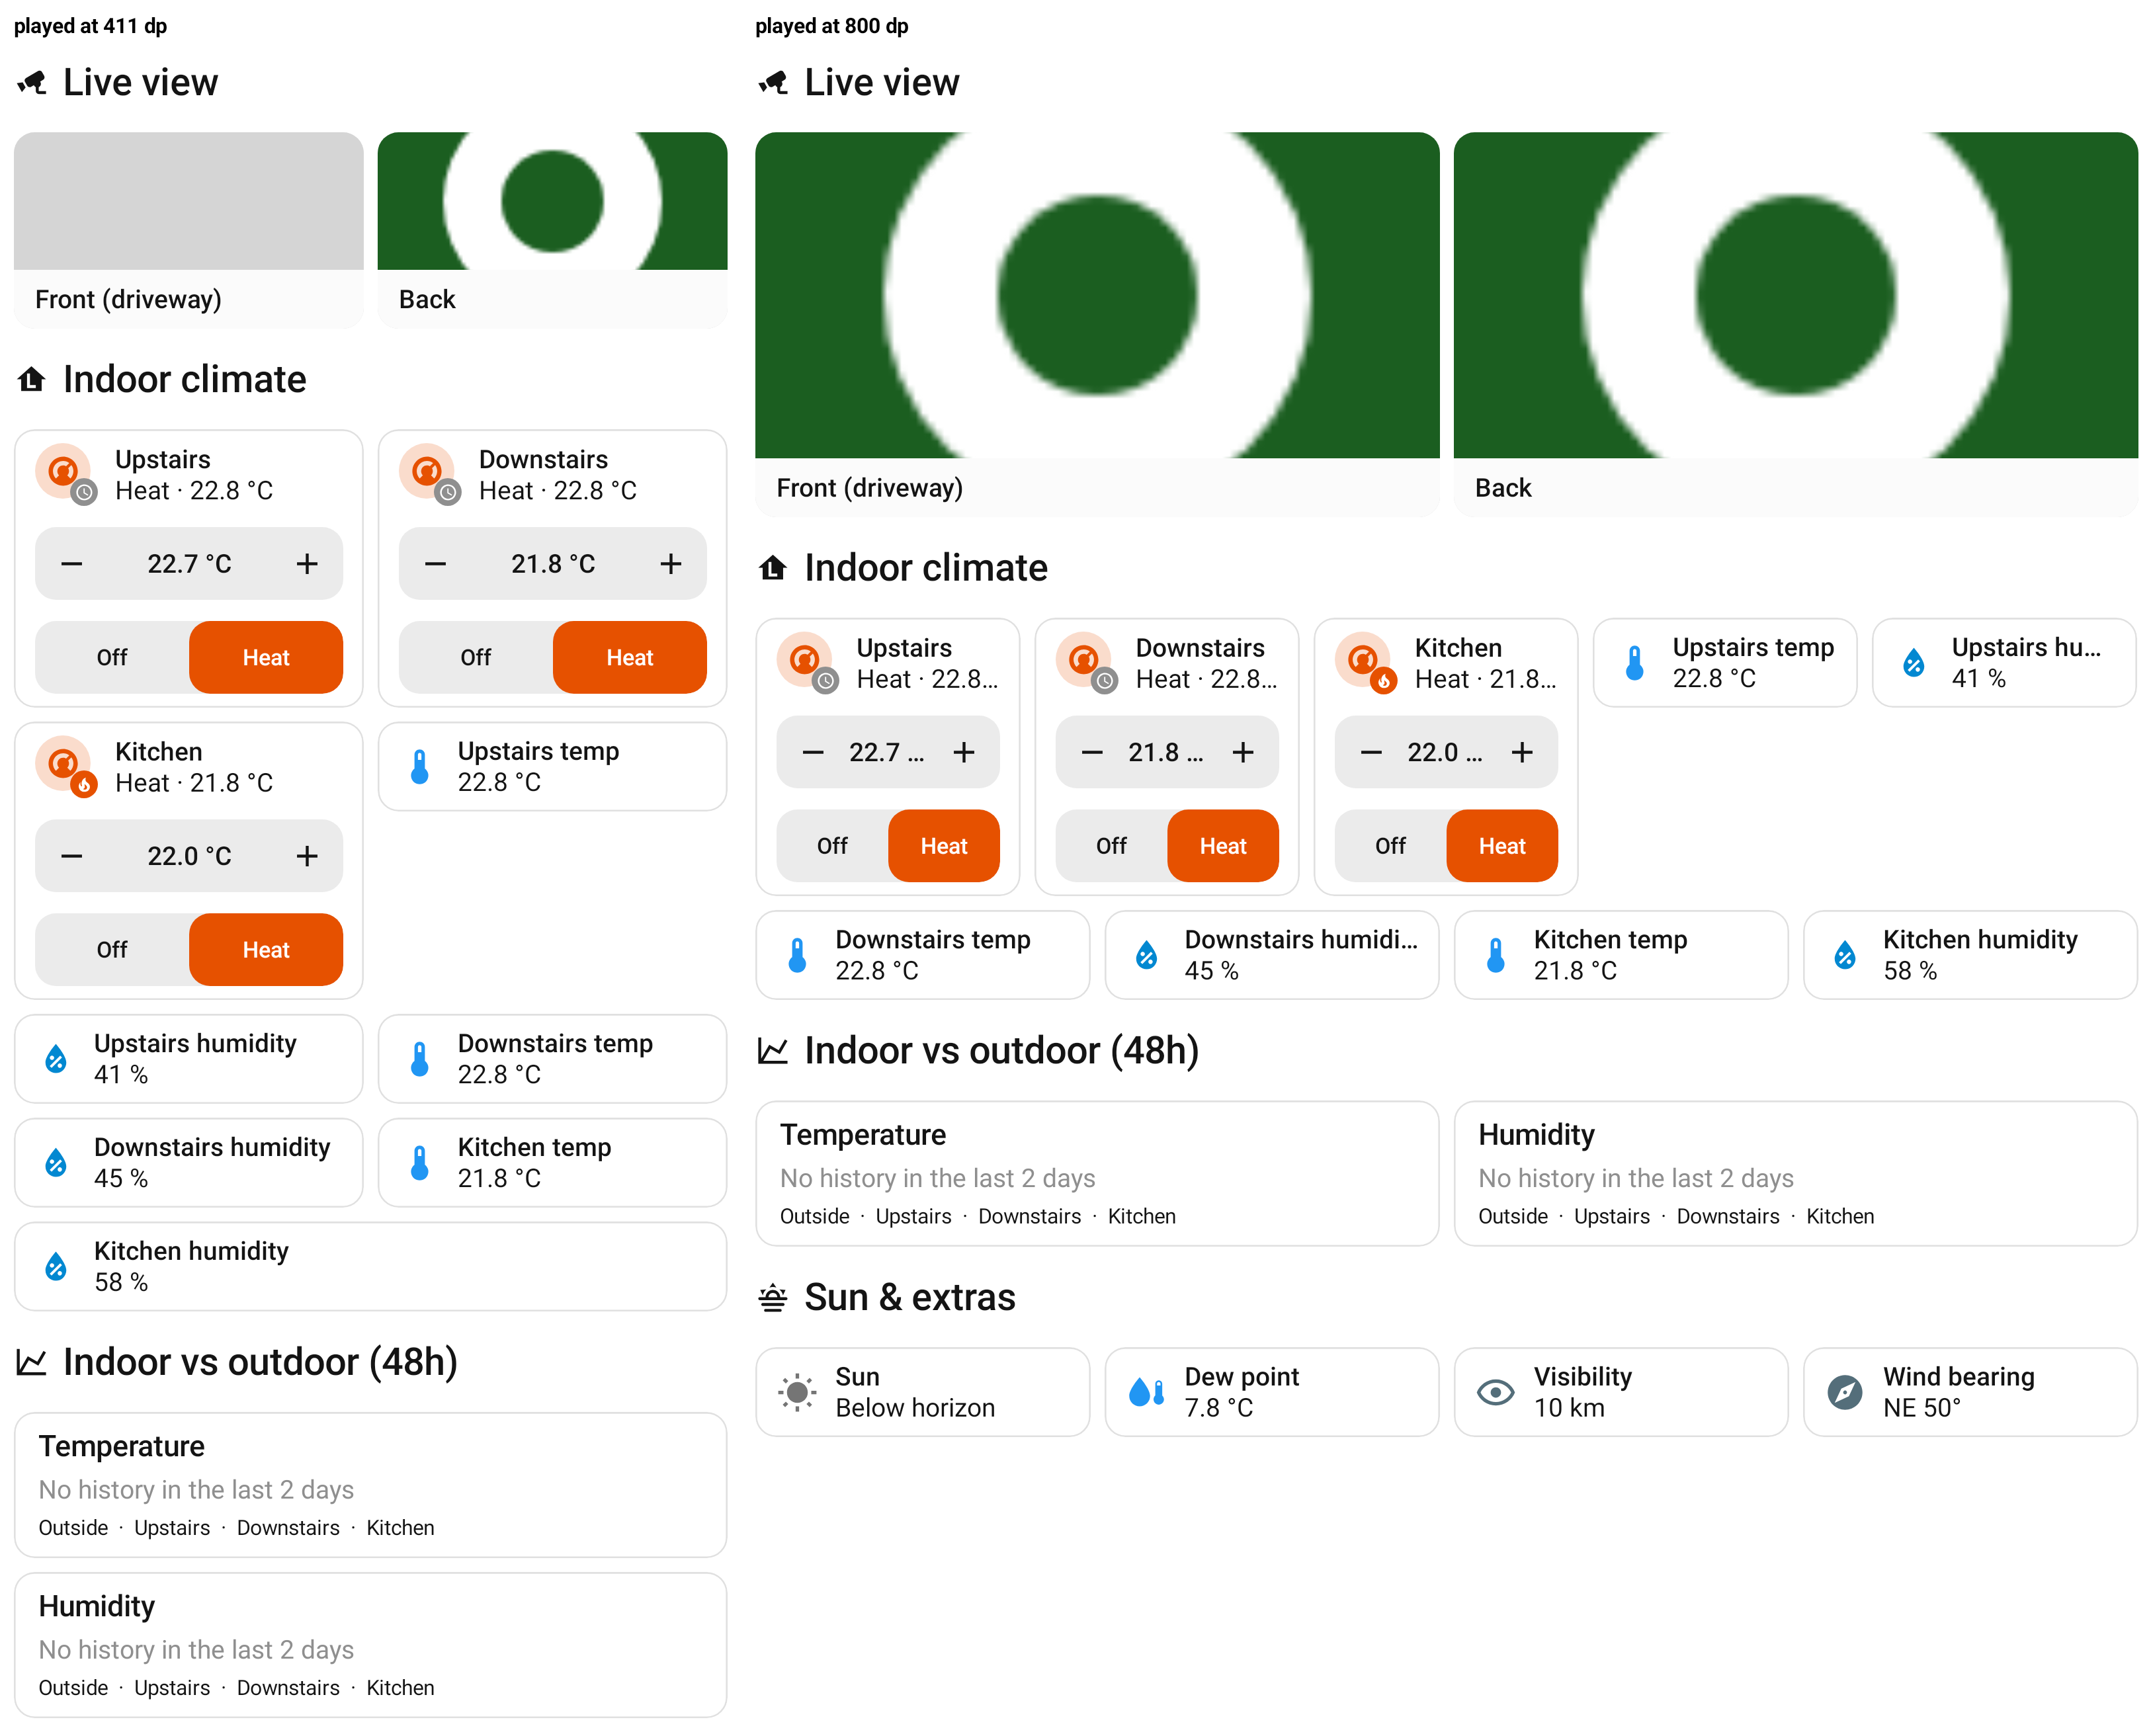 played at 411 dp
Live view
Front (driveway)
Back
Indoor climate
Upstairs
Heat · 22.8 °C
22.7 °C
Off
Heat
Downstairs
Heat · 22.8 °C
21.8 °C
Off
Heat
Kitchen
Heat · 21.8 °C
22.0 °C
Off
Heat
Upstairs temp
22.8 °C
Upstairs humidity
41 %
Downstairs temp
22.8 °C
Downstairs humidity
45 %
Kitchen temp
21.8 °C
Kitchen humidity
58 %
Indoor vs outdoor (48h)
Temperature
No history in the last 2 days
Outside · Upstairs · Downstairs · Kitchen
Humidity
No history in the last 2 days
Outside · Upstairs · Downstairs · Kitchen
played at 800 dp
Live view
Front (driveway)
Back
Indoor climate
Upstairs
Heat · 22.8...
22.7 ...
Off
Heat
Downstairs
Heat · 22.8...
21.8 ...
Off
Heat
Kitchen
Heat · 21.8...
22.0 ...
Off
Heat
Upstairs temp
22.8 °C
Upstairs hu...
41 %
Downstairs temp
22.8 °C
Downstairs humidi...
45 %
Kitchen temp
21.8 °C
Kitchen humidity
58 %
Indoor vs outdoor (48h)
Temperature
No history in the last 2 days
Outside · Upstairs · Downstairs · Kitchen
Humidity
No history in the last 2 days
Outside · Upstairs · Downstairs · Kitchen
Sun & extras
Sun
Below horizon
Dew point
7.8 °C
Visibility
10 km
Wind bearing
NE 50°